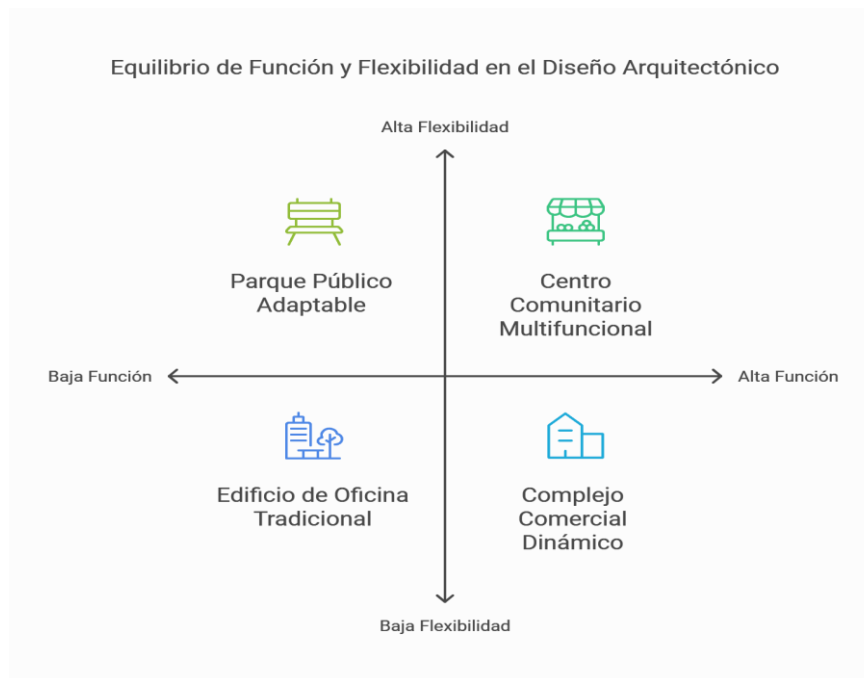 Equilibrio de Función y Flexibilidad en el Diseño Arquitectónico
Alta Flexibilidad
Parque Público
Adaptable
Centro
Comunitario
Multifuncional
Baja Función
Alta Función
Edificio de Oficina
Tradicional
Complejo
Comercial
Dinámico
Baja Flexibilidad